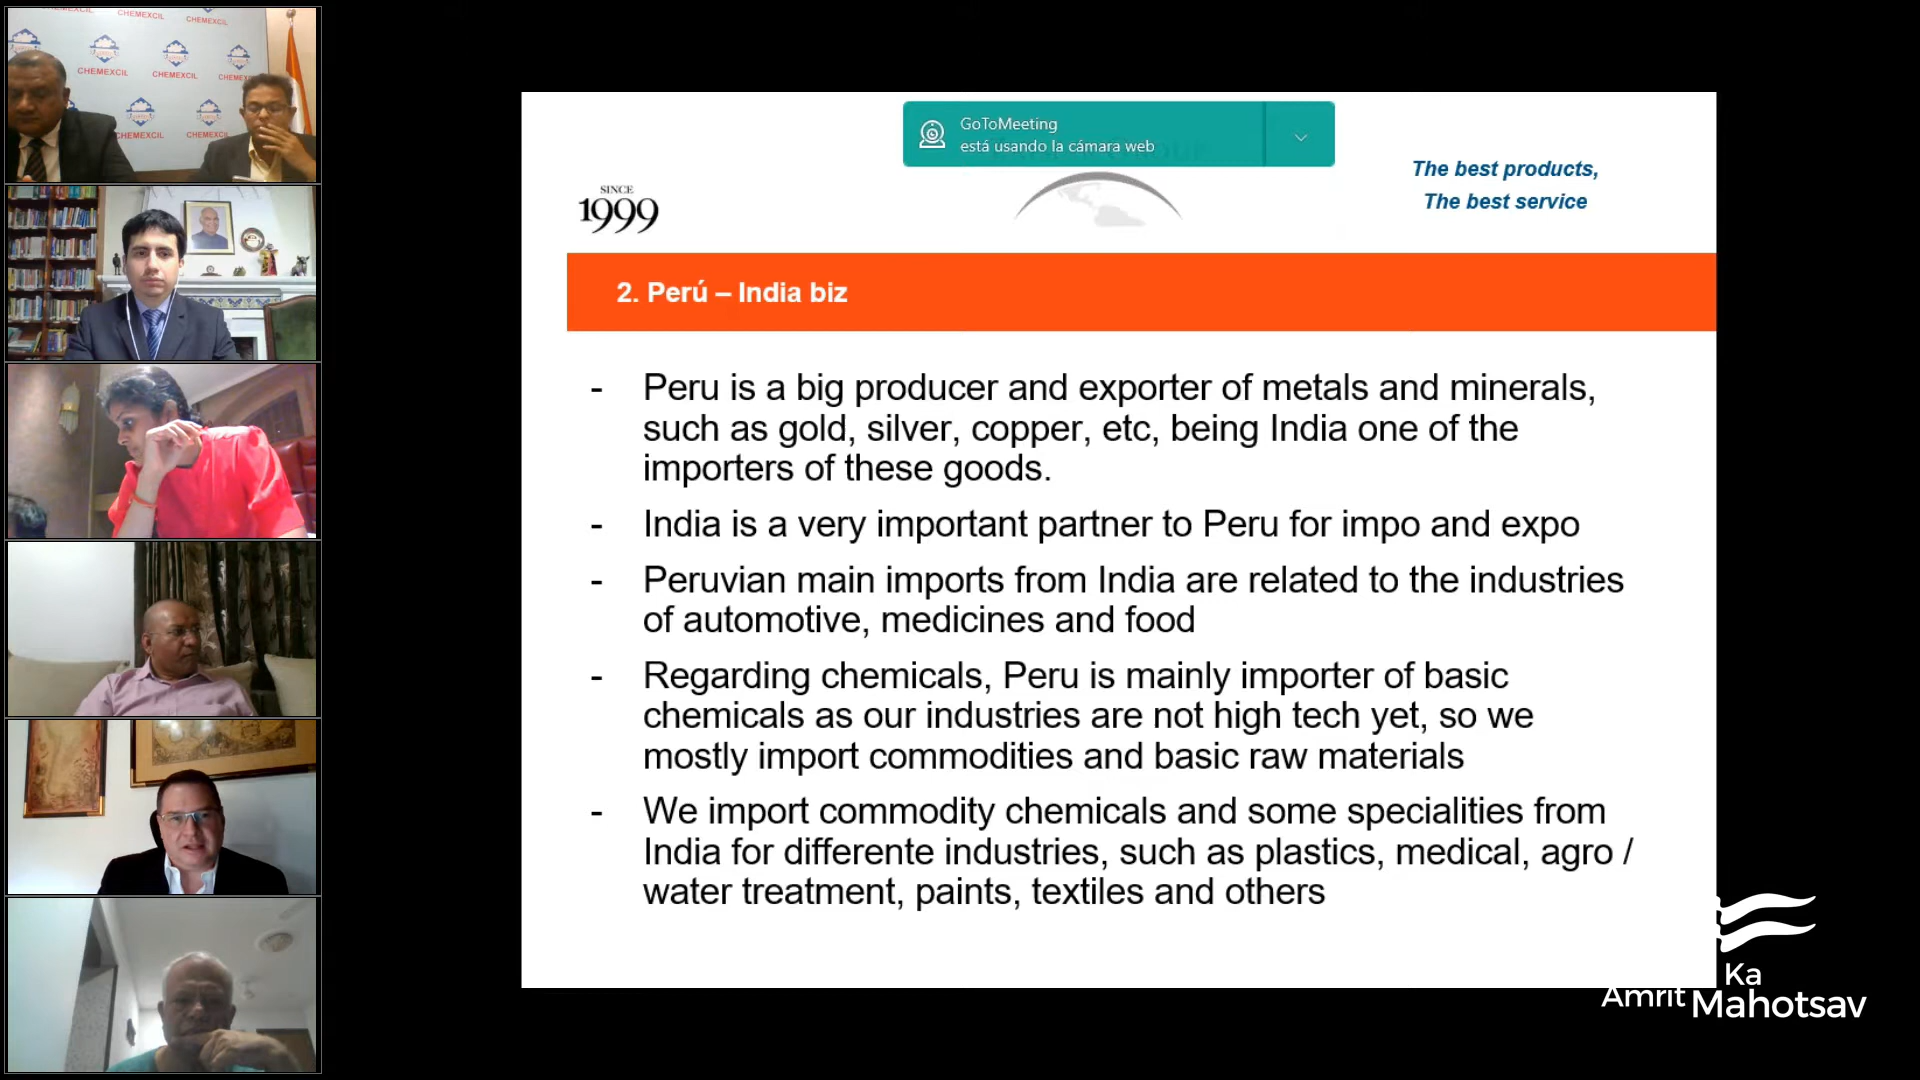 CHEMEXCIL
CHEMEXCIL
CHEMEXCIL
CHEMEXCIL
CHEMEXCIL
CHEMEXCIL
CHEMEXCIL
GoToMeeting
está usando la cámara web
SINCE
1999
The best products,
The best service
2. Perú – India biz
- Peru is a big producer and exporter of metals and minerals,
such as gold, silver, copper, etc, being India one of the
importers of these goods.
- India is a very important partner to Peru for impo and expo
- Peruvian main imports from India are related to the industries
of automotive, medicines and food
- Regarding chemicals, Peru is mainly importer of basic
chemicals as our industries are not high tech yet, so we
mostly import commodities and basic raw materials
- We import commodity chemicals and some specialities from
India for differente industries, such as plastics, medical, agro /
water treatment, paints, textiles and others
Ka
Amrit Mahotsav